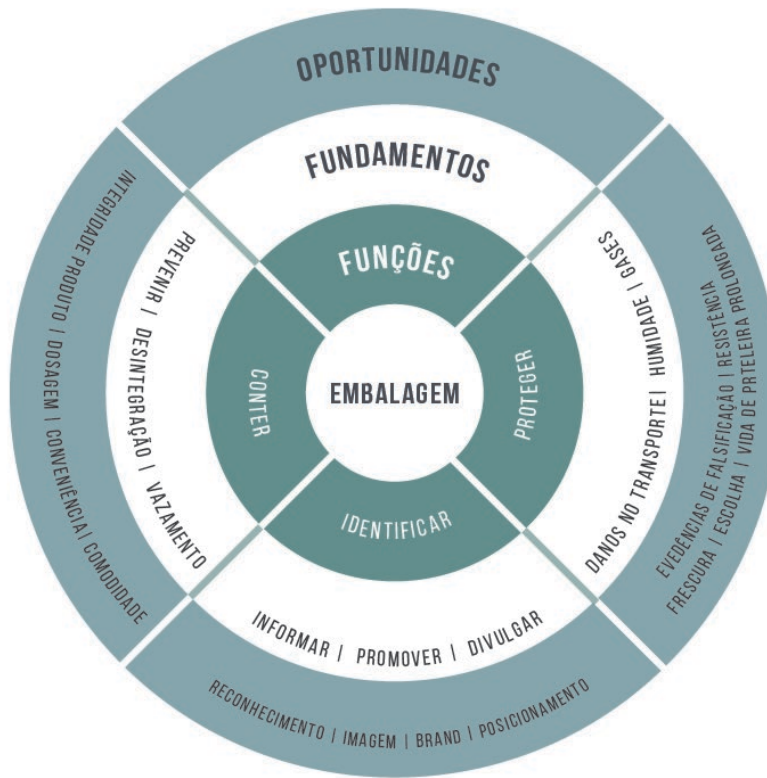 OPORTUNIDADES
FUNDAMENTOS
FUNÇÕES
EMBALAGEM
CONTER
PREVENIR | DESINTEGRAÇÃO | VAZAMENTO
INTEGRIDADE PRODUTO | DOSAGEM | CONVENIÊNCIA | COMODIDADE
PROTEGER
DANOS NO TRANSPORTE | HUMIDADE | GASES
EVEDÊNCIAS DE FALSIFICAÇÃO | RESISTÊNCIA
FRESCURA | ESCOLHA | VIDA DE PRTELEIRA PROLONGADA
IDENTIFICAR
INFORMAR | PROMOVER | DIVULGAR
RECONHECIMENTO | IMAGEM | BRAND | POSICIONAMENTO